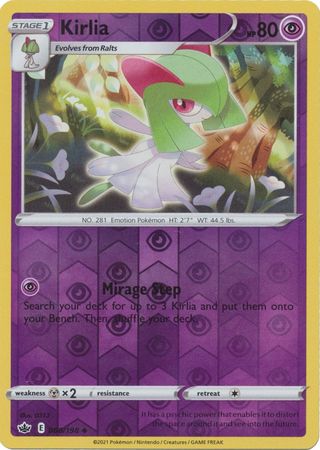 STAGE 1
Kirlia
HP 80
Evolves from Ralts
NO. 281 Emotion Pokémon HT: 2'7" WT: 44.5 lbs.
Mirage Step
Search your deck for up to 3 Kirlia and put them onto
your Bench. Then, shuffle your deck.
weakness ×2 resistance retreat
It has a psychic power that enables it to distort
the space around it and see into the future.
E /198
©2021 Pokémon / Nintendo / Creatures / GAME FREAK